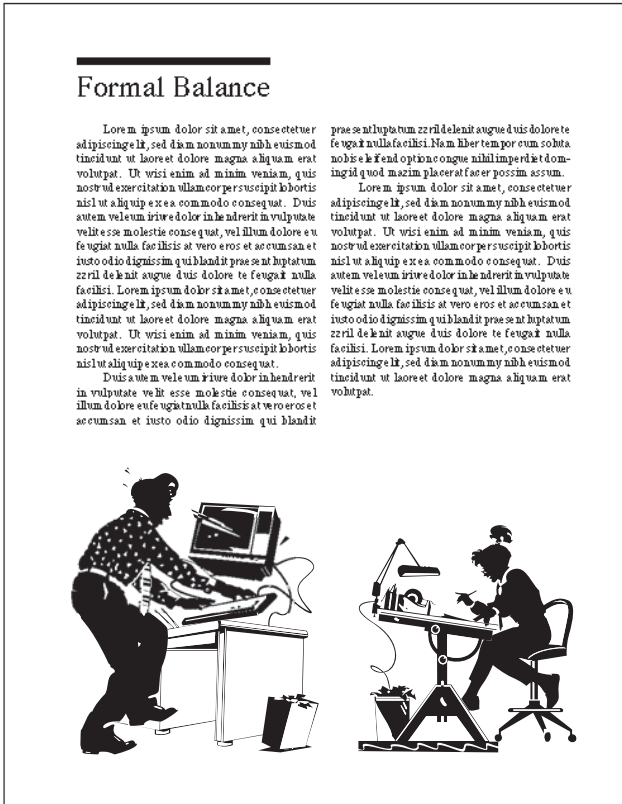 Formal Balance
Lorem ipsum dolor sit amet, consectetuer
adipiscing elit, sed diam nonummy nibh euismod
tincidunt ut laoreet dolore magna aliquam erat
volutpat. Ut wisi enim ad minim veniam, quis
nostrud exercitation ullamcorper suscipit lobortis
nisl ut aliquip ex ea commodo consequat. Duis
autem vel eum iriure dolor in hendrerit in vulputate
velit esse molestie consequat, vel illum dolore eu
feugiat nulla facilisis at vero eros et accumsan et
iusto odio dignissim qui blandit praesent luptatum
zzril delenit augue duis dolore te feugait nulla
facilisi. Lorem ipsum dolor sit amet, consectetuer
adipiscing elit, sed diam nonummy nibh euismod
tincidunt ut laoreet dolore magna aliquam erat
volutpat. Ut wisi enim ad minim veniam, quis
nostrud exercitation ullamcorper suscipit lobortis
nisl ut aliquip ex ea commodo consequat.
Duis autem vel eum iriure dolor in hendrerit
in vulputate velit esse molestie consequat, vel
illum dolore eu feugiat nulla facilisis at vero eros et
accumsan et iusto odio dignissim qui blandit
praesent luptatum zzril delenit augue duis dolore te
feugait nulla facilisi. Nam liber tempor cum soluta
nobis eleifend option congue nihil imperdiet dom-
ing id quod mazim placerat facer possim assum.
Lorem ipsum dolor sit amet, consectetuer
adipiscing elit, sed diam nonummy nibh euismod
tincidunt ut laoreet dolore magna aliquam erat
volutpat. Ut wisi enim ad minim veniam, quis
nostrud exercitation ullamcorper suscipit lobortis
nisl ut aliquip ex ea commodo consequat. Duis
autem vel eum iriure dolor in hendrerit in vulputate
velit esse molestie consequat, vel illum dolore eu
feugiat nulla facilisis at vero eros et accumsan et
iusto odio dignissim qui blandit praesent luptatum
zzril delenit augue duis dolore te feugait nulla
facilisi. Lorem ipsum dolor sit amet, consectetuer
adipiscing elit, sed diam nonummy nibh euismod
tincidunt ut laoreet dolore magna aliquam erat
volutpat.